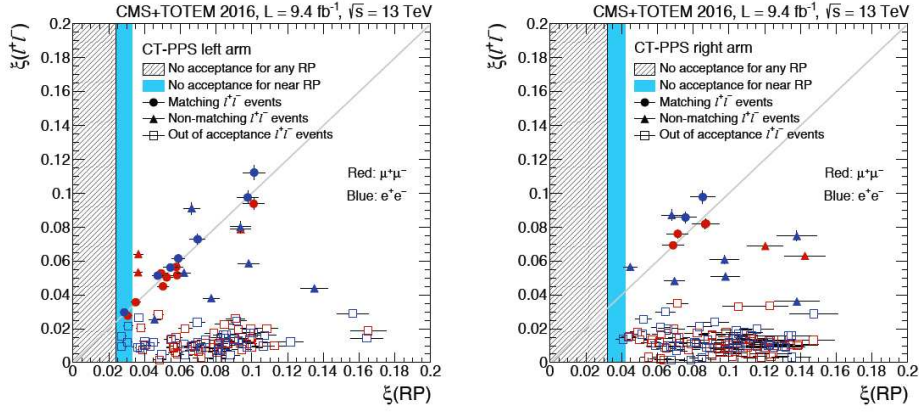 CMS+TOTEM 2016, L = 9.4 fb⁻¹, √s = 13 TeV
ξ(l⁺l⁻)
0.2
0.18
0.16
0.14
0.12
0.1
0.08
0.06
0.04
0.02
0
CT-PPS left arm
No acceptance for any RP
No acceptance for near RP
Matching l⁺l⁻ events
Non-matching l⁺l⁻ events
Out of acceptance l⁺l⁻ events
Red: μ⁺μ⁻
Blue: e⁺e⁻
0 0.02 0.04 0.06 0.08 0.1 0.12 0.14 0.16 0.18 0.2
ξ(RP)
CMS+TOTEM 2016, L = 9.4 fb⁻¹, √s = 13 TeV
ξ(l⁺l⁻)
0.2
0.18
0.16
0.14
0.12
0.1
0.08
0.06
0.04
0.02
0
CT-PPS right arm
No acceptance for any RP
No acceptance for near RP
Matching l⁺l⁻ events
Non-matching l⁺l⁻ events
Out of acceptance l⁺l⁻ events
Red: μ⁺μ⁻
Blue: e⁺e⁻
0 0.02 0.04 0.06 0.08 0.1 0.12 0.14 0.16 0.18 0.2
ξ(RP)